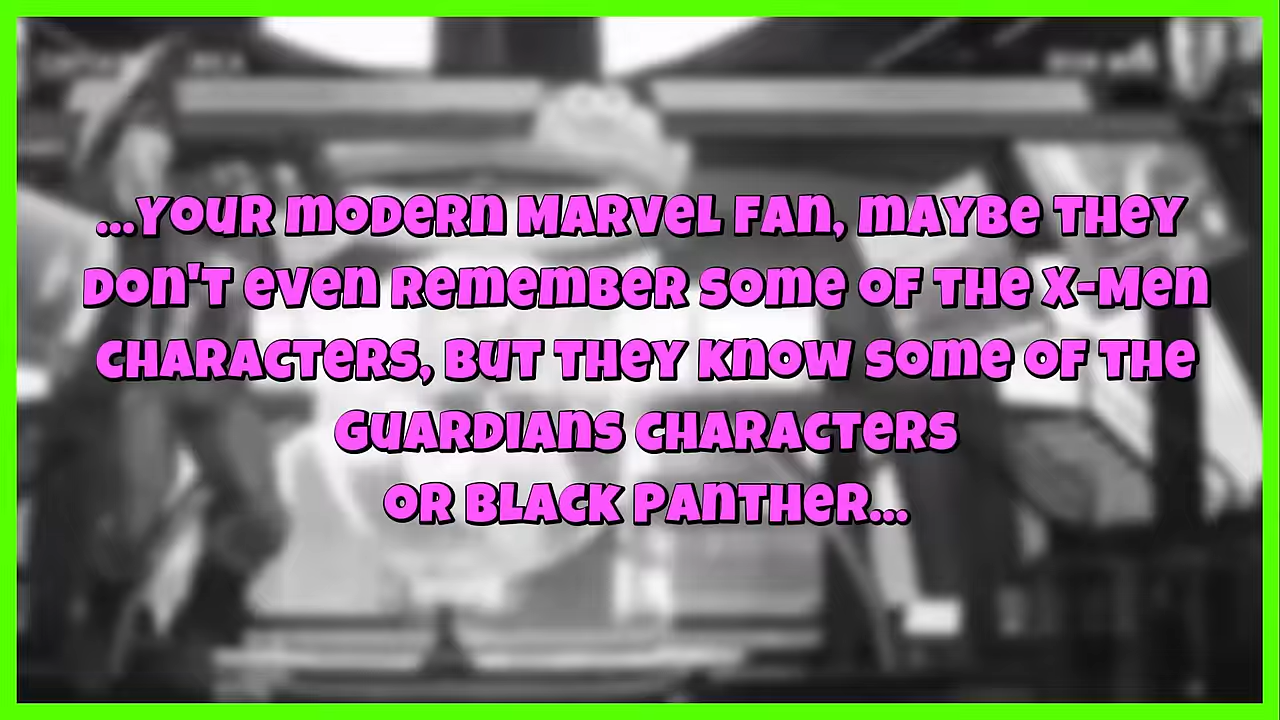 ...Your modern Marvel fan, maybe they
don't even remember some of the X-Men
characters, but they know some of the
Guardians characters
or Black Panther...